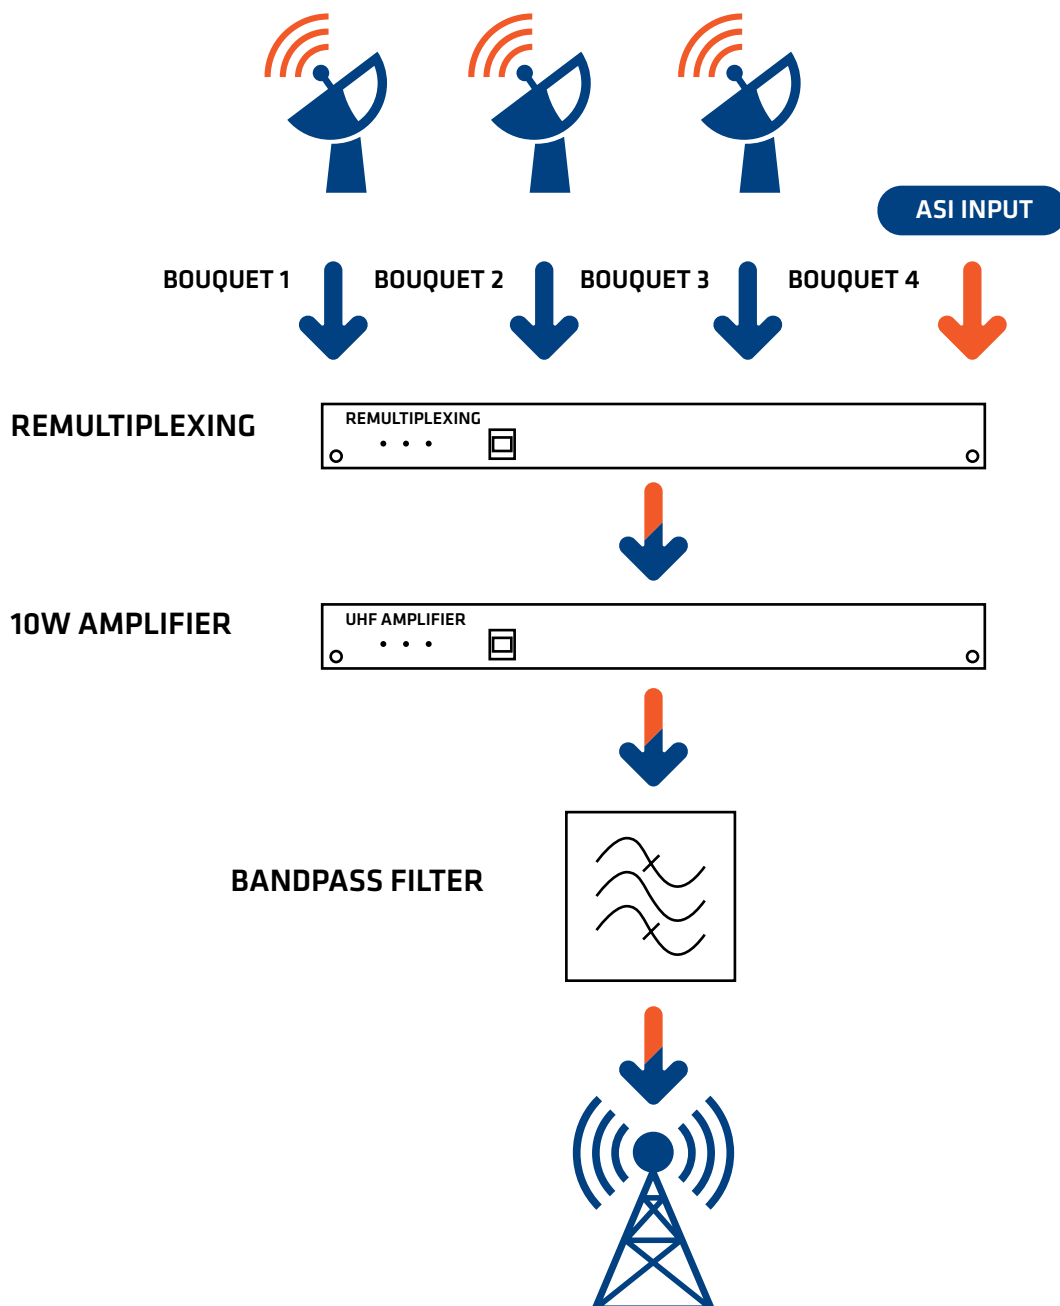 ASI INPUT
BOUQUET 1
BOUQUET 2
BOUQUET 3
BOUQUET 4
REMULTIPLEXING
REMULTIPLEXING
10W AMPLIFIER
UHF AMPLIFIER
BANDPASS FILTER